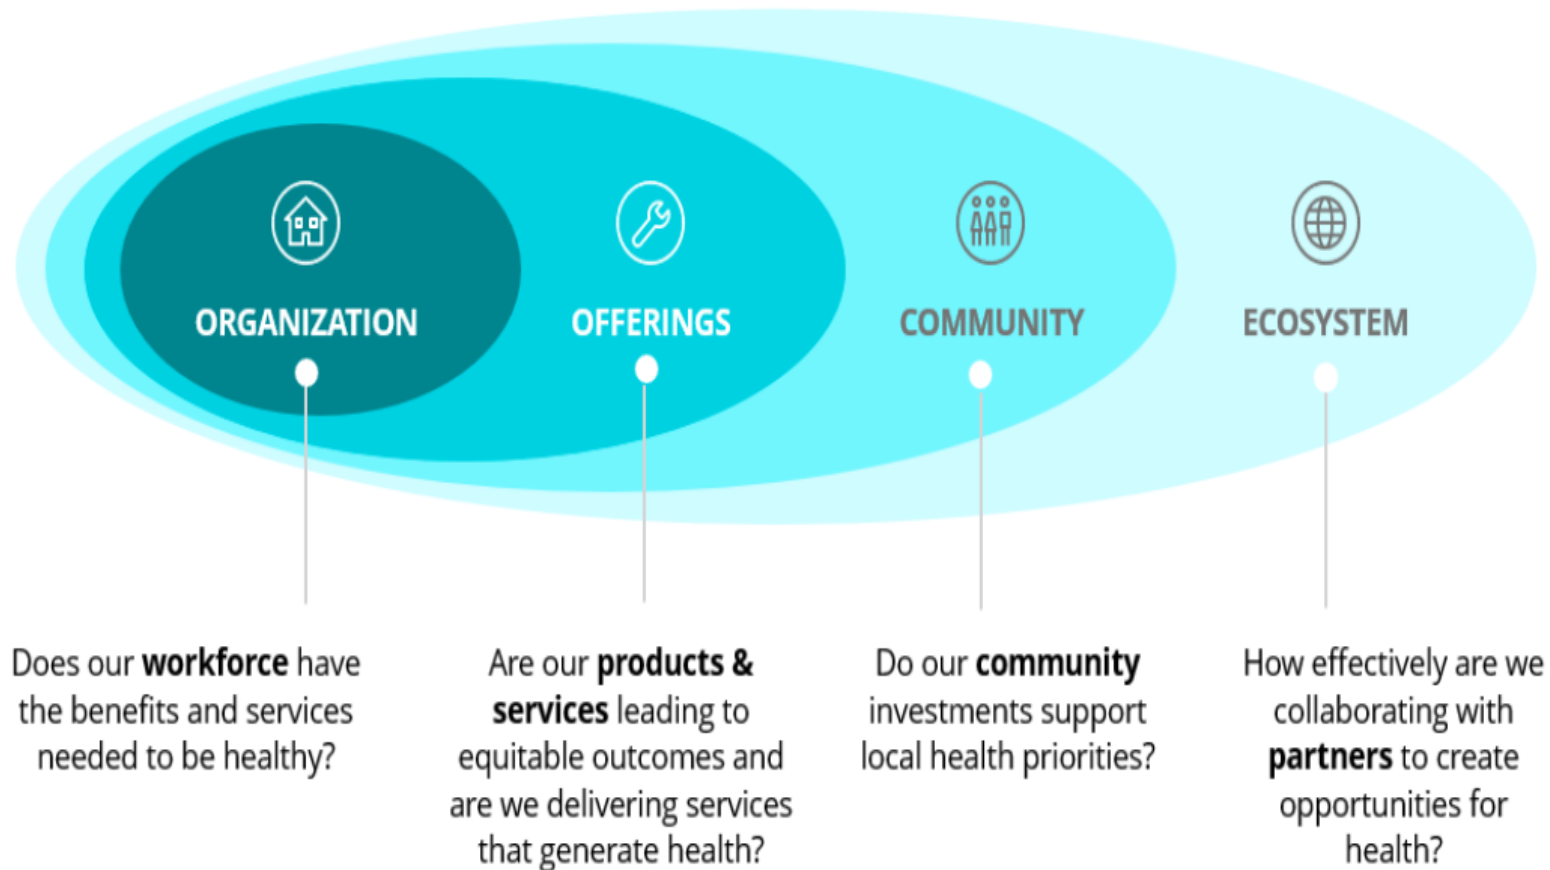 ORGANIZATION
OFFERINGS
COMMUNITY
ECOSYSTEM
Does our workforce have
the benefits and services
needed to be healthy?
Are our products &
services leading to
equitable outcomes and
are we delivering services
that generate health?
Do our community
investments support
local health priorities?
How effectively are we
collaborating with
partners to create
opportunities for
health?